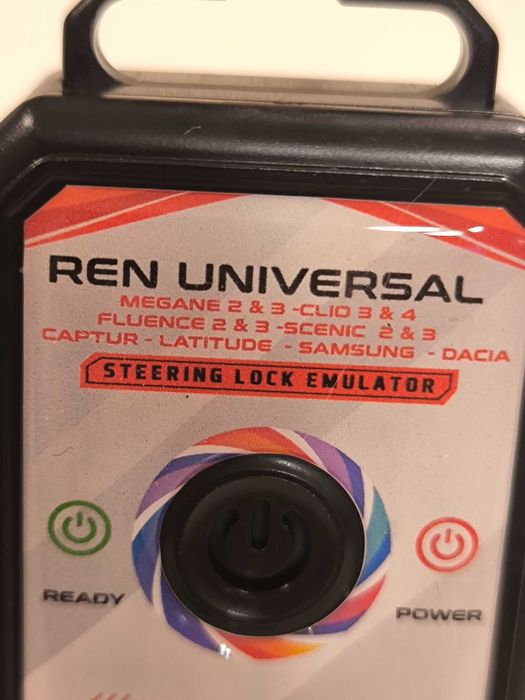 REN UNIVERSAL
MEGANE 2 & 3 -CLIO 3 & 4
FLUENCE 2 & 3 -SCENIC 2 & 3
CAPTUR - LATITUDE - SAMSUNG - DACIA
STEERING LOCK EMULATOR
READY
POWER